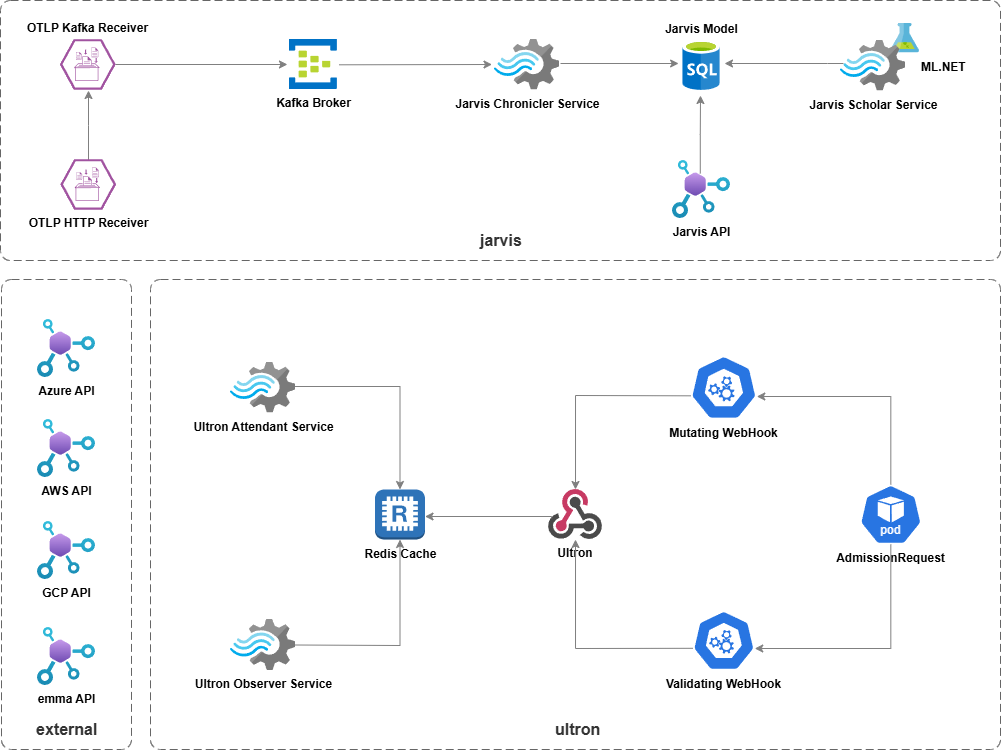 OTLP Kafka Receiver
Kafka Broker
Jarvis Chronicler Service
Jarvis Model
SQL
ML.NET
Jarvis Scholar Service
OTLP HTTP Receiver
Jarvis API
jarvis
Azure API
AWS API
GCP API
emma API
external
Ultron Attendant Service
Mutating WebHook
R
Redis Cache
Ultron
pod
AdmissionRequest
Ultron Observer Service
Validating WebHook
ultron